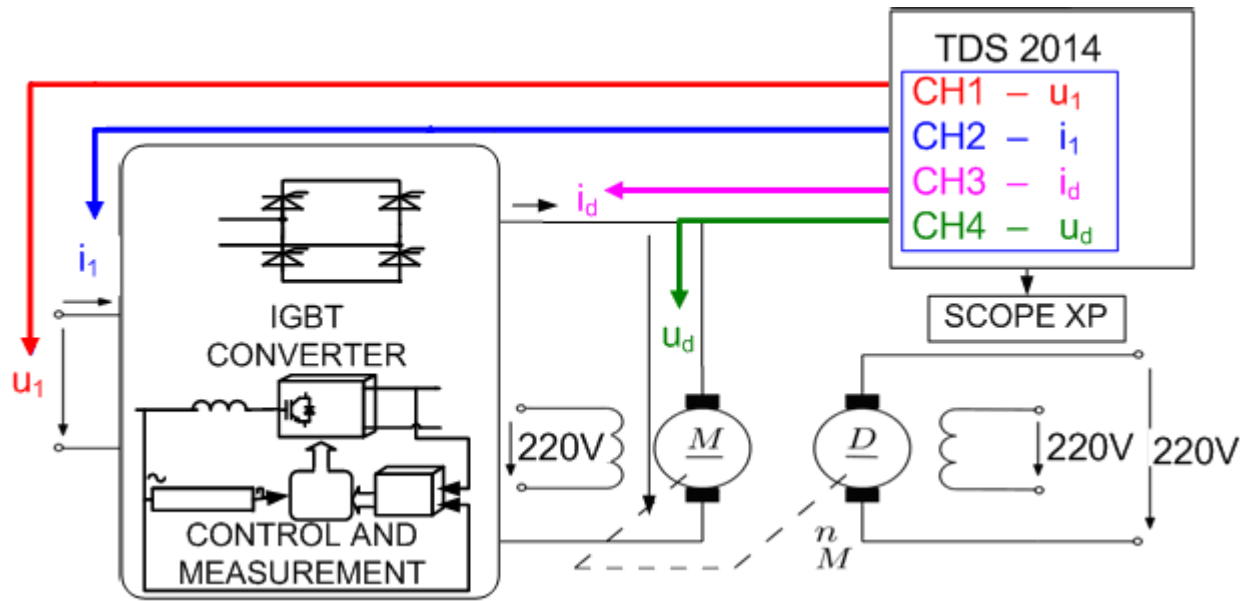 TDS 2014
CH1 – u1
CH2 – i1
CH3 – id
CH4 – ud
SCOPE XP
id
i1
u1
ud
IGBT
CONVERTER
CONTROL AND
MEASUREMENT
220V
M
D
220V
220V
n
M